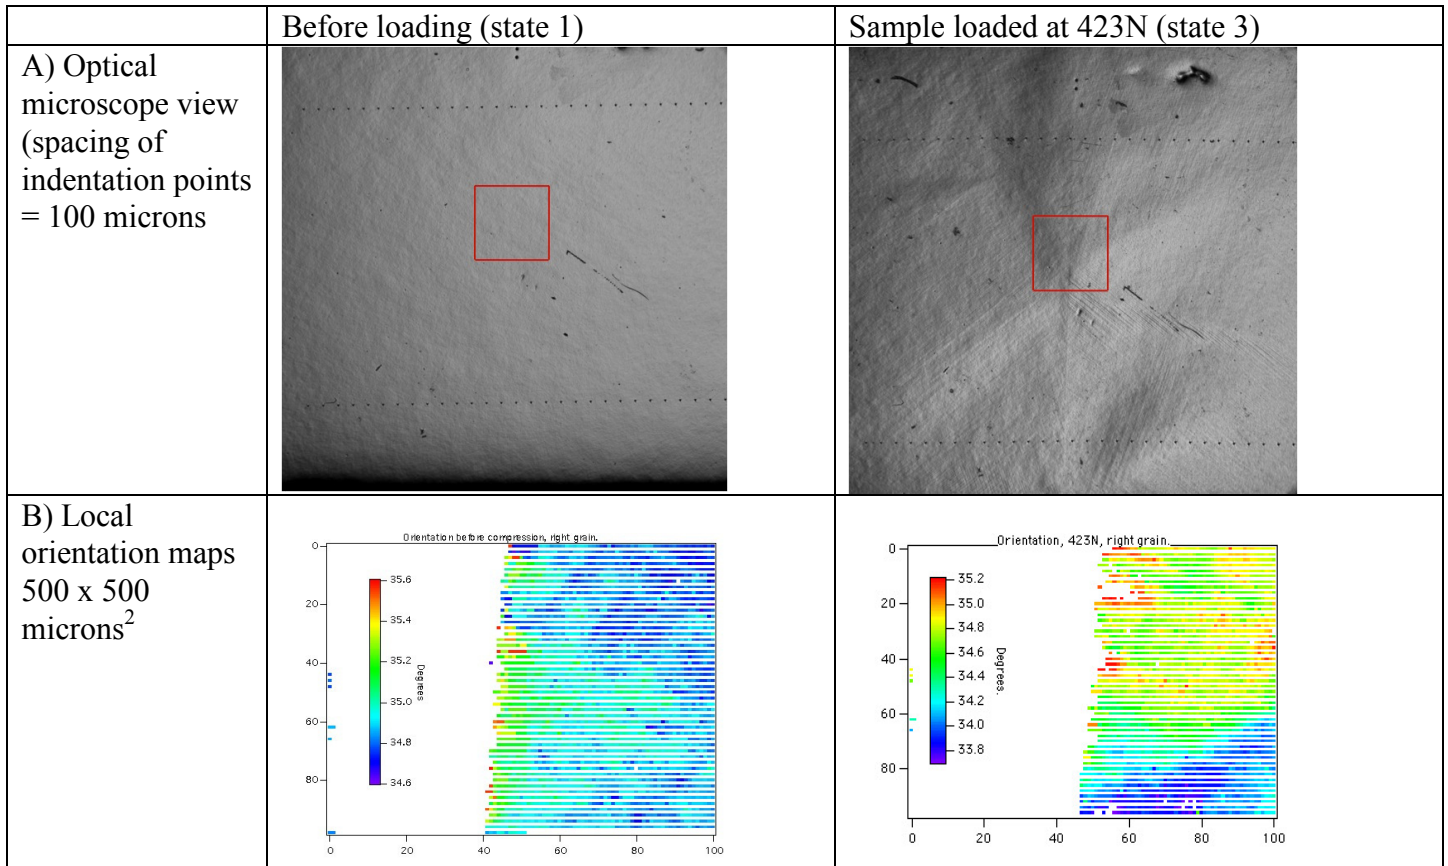 Before loading (state 1)
Sample loaded at 423N (state 3)
A) Optical
microscope view
(spacing of
indentation points
= 100 microns
B) Local
orientation maps
500 x 500
microns²
Orientation before compression, right grain.
0
20
40
60
80
35.6
35.4
35.2
35.0
34.8
34.6
Degrees
0
20
40
60
80
100
Orientation, 423N, right grain.
0
20
40
60
80
35.2
35.0
34.8
34.6
34.4
34.2
34.0
33.8
Degrees.
0
20
40
60
80
100